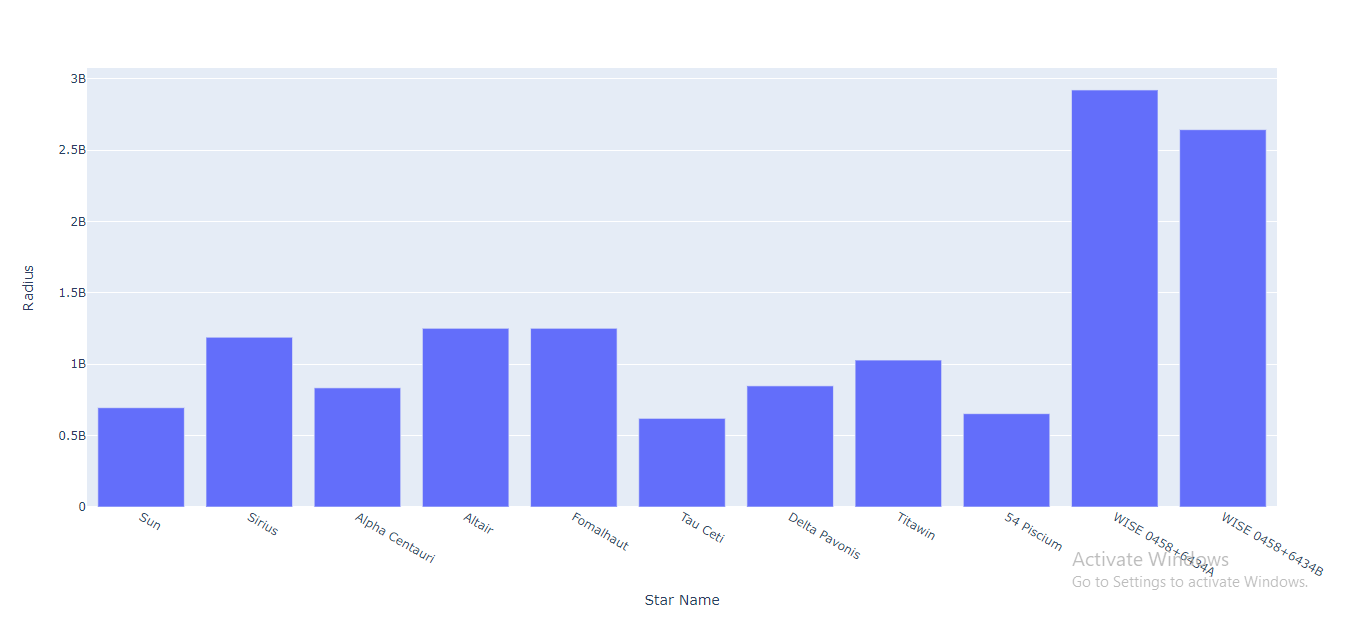 3B
2.5B
2B
1.5B
1B
0.5B
0
Radius
Sun
Sirius
Alpha Centauri
Altair
Fomalhaut
Tau Ceti
Delta Pavonis
Titawin
54 Piscium
WISE 0458+6434A
WISE 0458+6434B
Star Name
Activate Windows
Go to Settings to activate Windows.